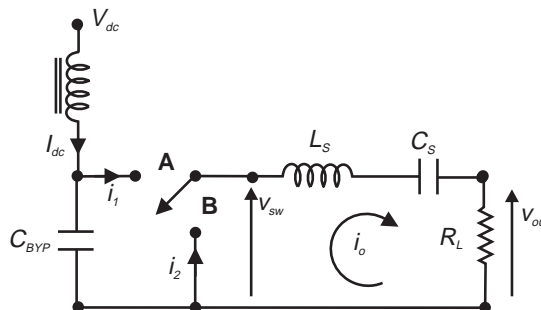 V_dc
I_dc
A
B
i_1
i_2
v_sw
L_S
C_S
i_o
R_L
v_ou
C_BYP